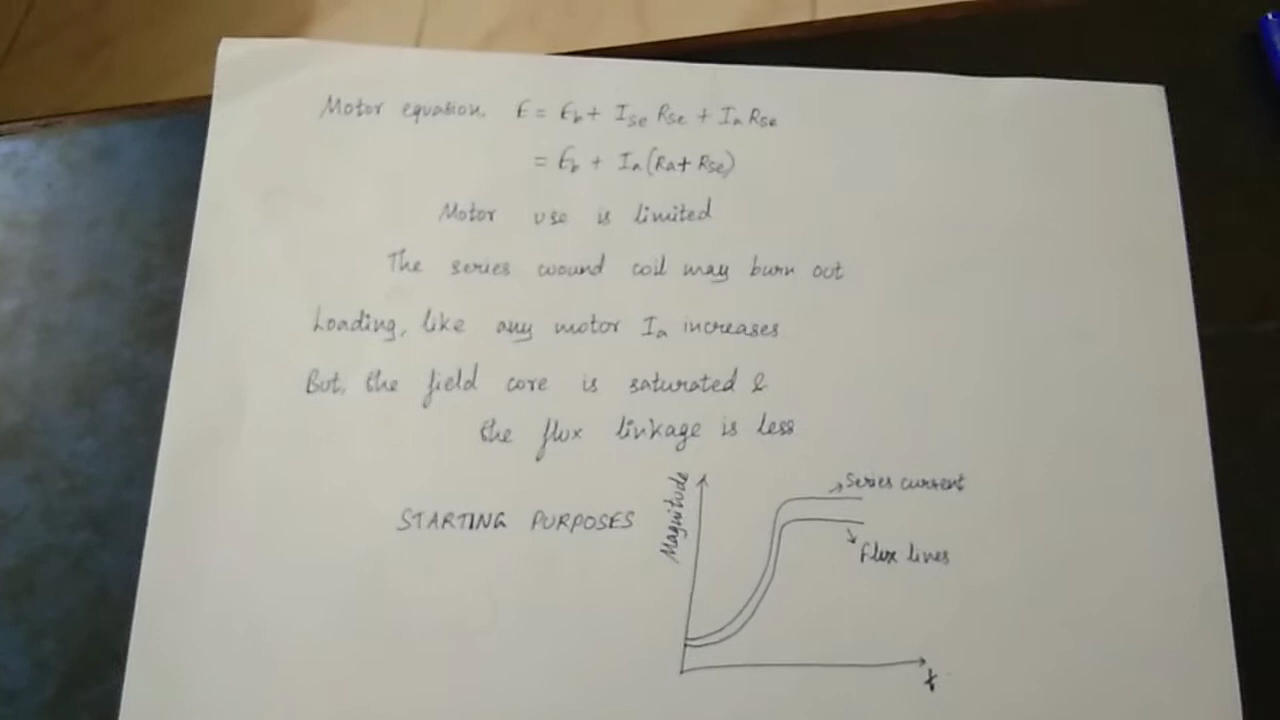 Motor equation, E = Eb + Ise Rse + Ia Rse
= Eb + Ia (Ra + Rse)
Motor use is limited
The series wound coil may burn out
Loading, like any motor Ia increases
But, the field core is saturated &
the flux linkage is less
STARTING PURPOSES
Magnitude
Series current
Flux lines
t